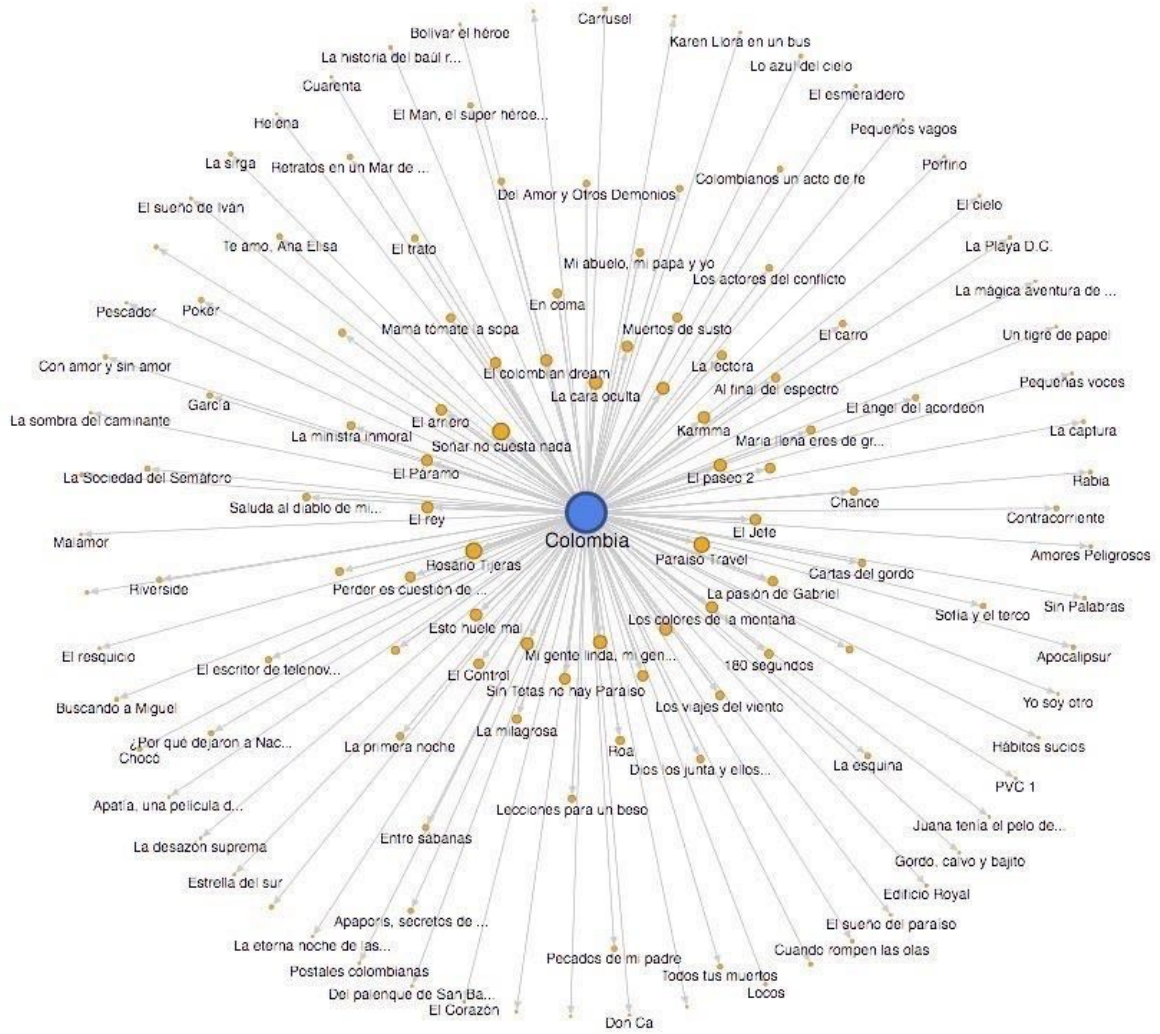 Carrusel
Bolivar el héroe
Karen Llora en un bus
La historia del baúl r...
Lo azul del cielo
Cuarenta
El esmeraldero
El Man, el super héroe...
Helena
Pequeños vagos
La sirga
Retratos en un Mar de ...
Porfirio
Colombianos un acto de fe
Del Amor y Otros Demonios
El sueño de Iván
El cielo
Te amo, Ana Elisa
El trato
La Playa D.C.
Mi abuelo, mi papá y yo
Los actores del conflicto
La mágica aventura de ...
En coma
Pescador
Poker
Mamá tómate la sopa
Muertos de susto
El carro
Un tigre de papel
Con amor y sin amor
El colombian dream
La lectora
La cara oculta
Al final del espectro
Pequeñas voces
García
El ángel del acordeón
La sombra del caminante
El arriero
La ministra inmoral
Soñar no cuesta nada
Karmma
María llena eres de gr...
La captura
La Sociedad del Semáforo
El Páramo
El paseo 2
Rabia
Saluda al diablo de mi...
El rey
Chance
Contracorriente
El Jefe
Malamor
Colombia
Amores Peligrosos
Rosario Tijeras
Paraiso Travel
Cartas del gordo
Riverside
Perder es cuestión de ...
La pasión de Gabriel
Sofía y el terco
Sin Palabras
Esto huele mal
Los colores de la montaña
El resquicio
El escritor de telenov...
Mi gente linda, mi gen...
180 segundos
Apocalipsur
El Control
Sin Tetas no hay Paraíso
Buscando a Miguel
Los viajes del viento
Yo soy otro
¿Por qué dejaron a Nac...
Chocó
La primera noche
La milagrosa
Roa
Hábitos sucios
Dios los junta y ellos...
La esquina
PVC 1
Apatía, una película d...
Lecciones para un beso
Juana tenía el pelo de...
La desazón suprema
Entre sábanas
Gordo, calvo y bajito
Estrella del sur
Edificio Royal
Apaporis, secretos de ...
El sueño del paraíso
La eterna noche de las...
Cuando rompen las olas
Postales colombianas
Pecados de mi padre
Todos tus muertos
Del palenque de San Ba...
Locos
El Corazón
Don Ca